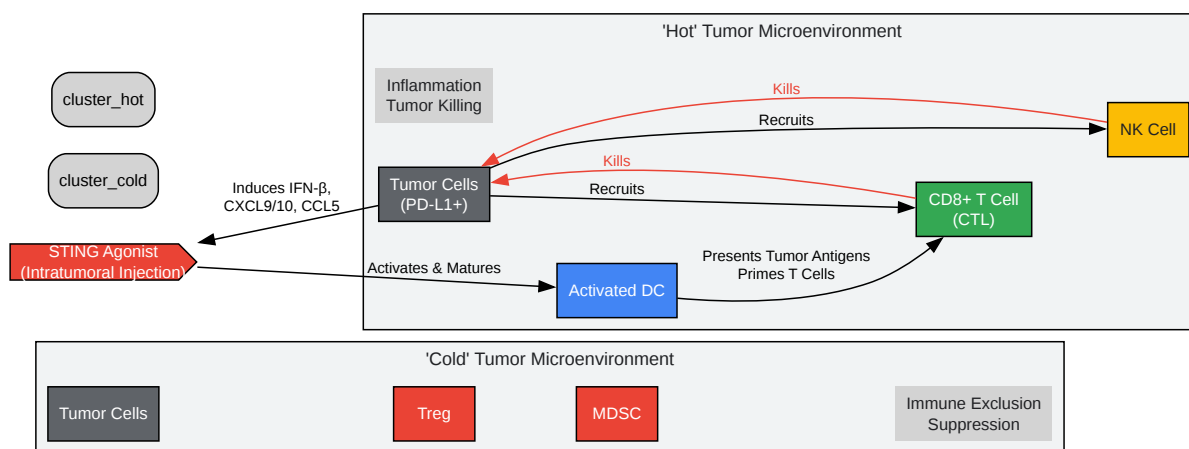 'Hot' Tumor Microenvironment
cluster_hot
Inflammation
Tumor Killing
Kills
Recruits
NK Cell
cluster_cold
Kills
Induces IFN-β,
CXCL9/10, CCL5
Tumor Cells
(PD-L1+)
Recruits
CD8+ T Cell
(CTL)
STING Agonist
(Intratumoral Injection)
Activates & Matures
Presents Tumor Antigens
Primes T Cells
Activated DC
'Cold' Tumor Microenvironment
Tumor Cells
Treg
MDSC
Immune Exclusion
Suppression